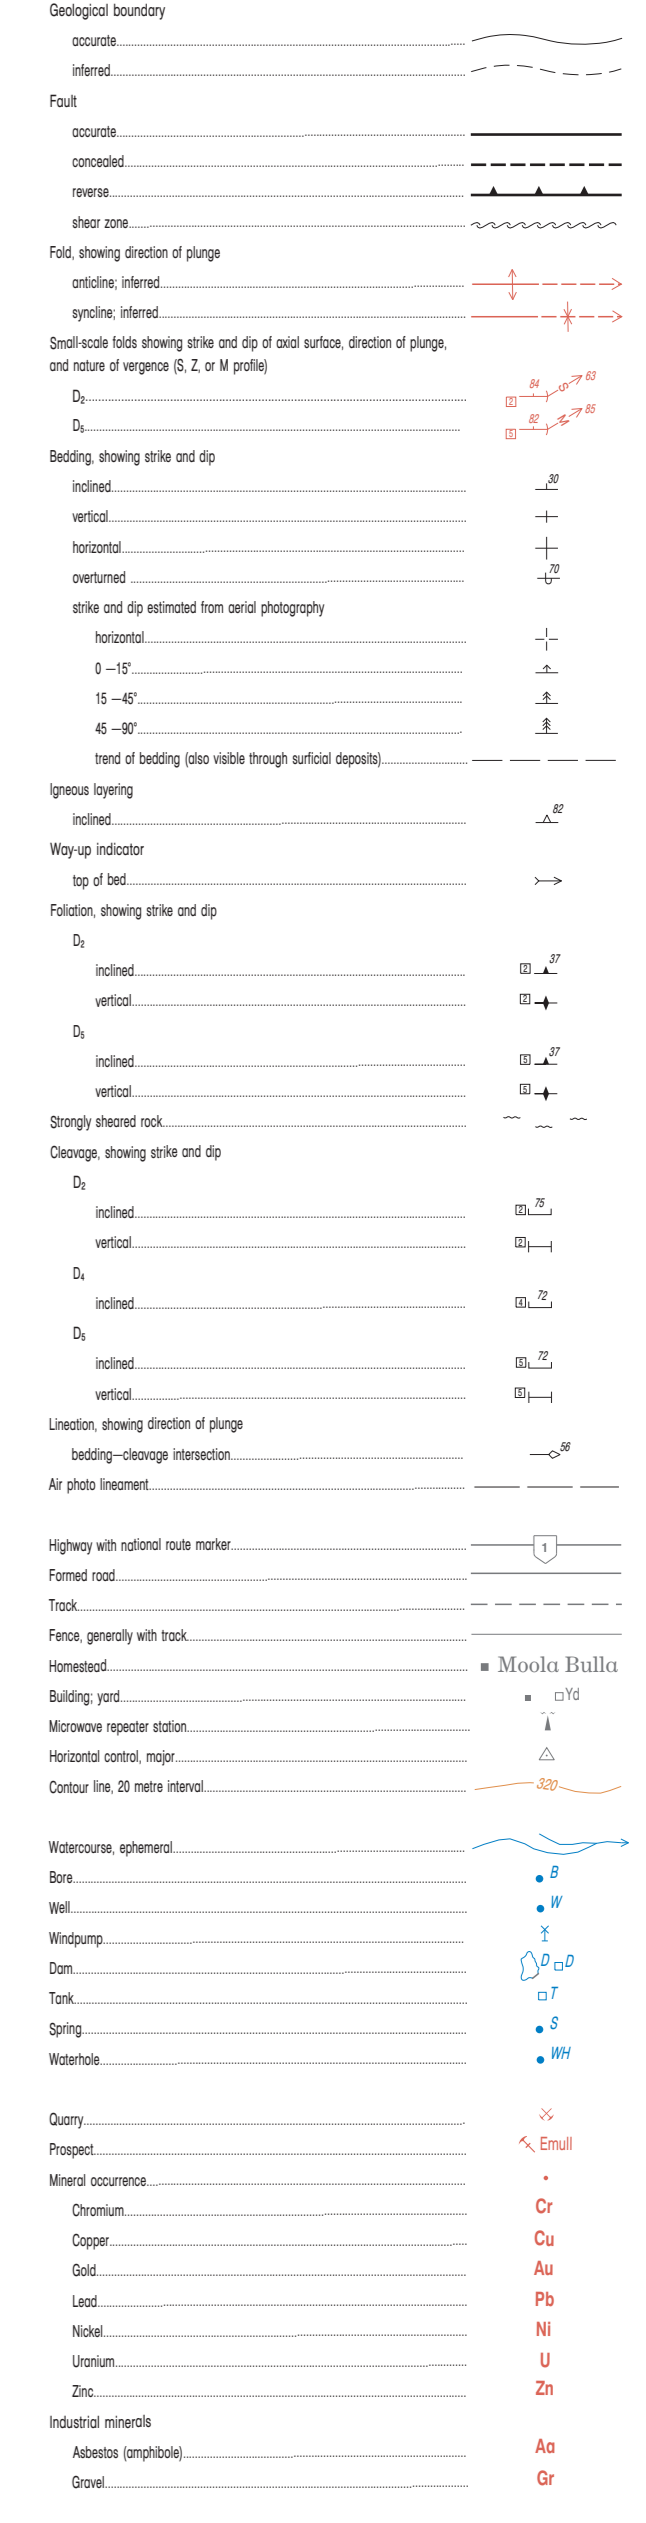 Geological boundary
accurate
inferred
Fault
accurate
concealed
reverse
shear zone
Fold, showing direction of plunge
anticline; inferred
syncline; inferred
Small-scale folds showing strike and dip of axial surface, direction of plunge,
and nature of vergence (S, Z, or M profile)
D₂ 2 84 S 63
D₅ 5 82 M 85
Bedding, showing strike and dip
inclined 30
vertical
horizontal
overturned 70
strike and dip estimated from aerial photography
horizontal
0 —15°
15 —45°
45 —90°
trend of bedding (also visible through surficial deposits)
Igneous layering
inclined 82
Way-up indicator
top of bed
Foliation, showing strike and dip
D₂
inclined 2 37
vertical 2
D₅
inclined 5 37
vertical 5
Strongly sheared rock
Cleavage, showing strike and dip
D₂
inclined 2 75
vertical 2
D₄
inclined 4 72
D₅
inclined 5 72
vertical 5
Lineation, showing direction of plunge
bedding—cleavage intersection 56
Air photo lineament
Highway with national route marker 1
Formed road
Track
Fence, generally with track
Homestead Moola Bulla
Building; yard Yd
Microwave repeater station
Horizontal control, major
Contour line, 20 metre interval 320
Watercourse, ephemeral
Bore B
Well W
Windpump
Dam D D
Tank T
Spring S
Waterhole WH
Quarry
Prospect Emull
Mineral occurrence
Chromium Cr
Copper Cu
Gold Au
Lead Pb
Nickel Ni
Uranium U
Zinc Zn
Industrial minerals
Asbestos (amphibole) Aa
Gravel Gr